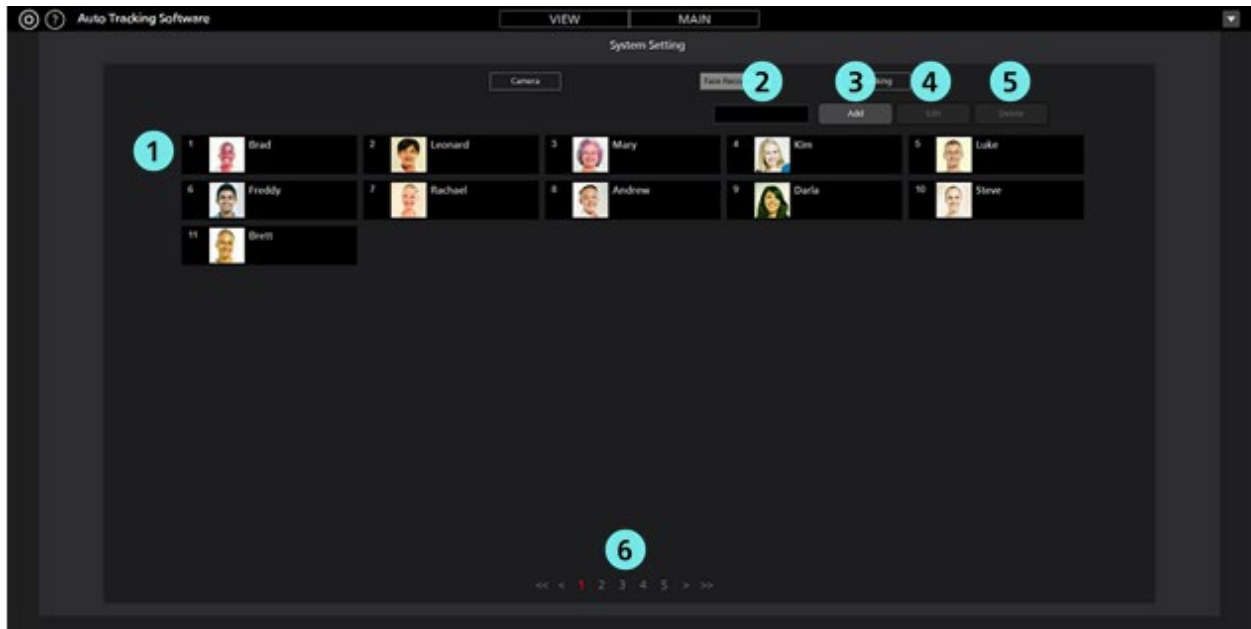 ? Auto Tracking Software VIEW MAIN
System Setting
Camera 2 3 4 5
Add Edit Delete
1 1 Brad 2 Leonard 3 Mary 4 Kim 5 Luke
6 Freddy 7 Rachael 8 Andrew 9 Darla 10 Steve
11 Brett
6
<< < 1 2 3 4 5 > >>